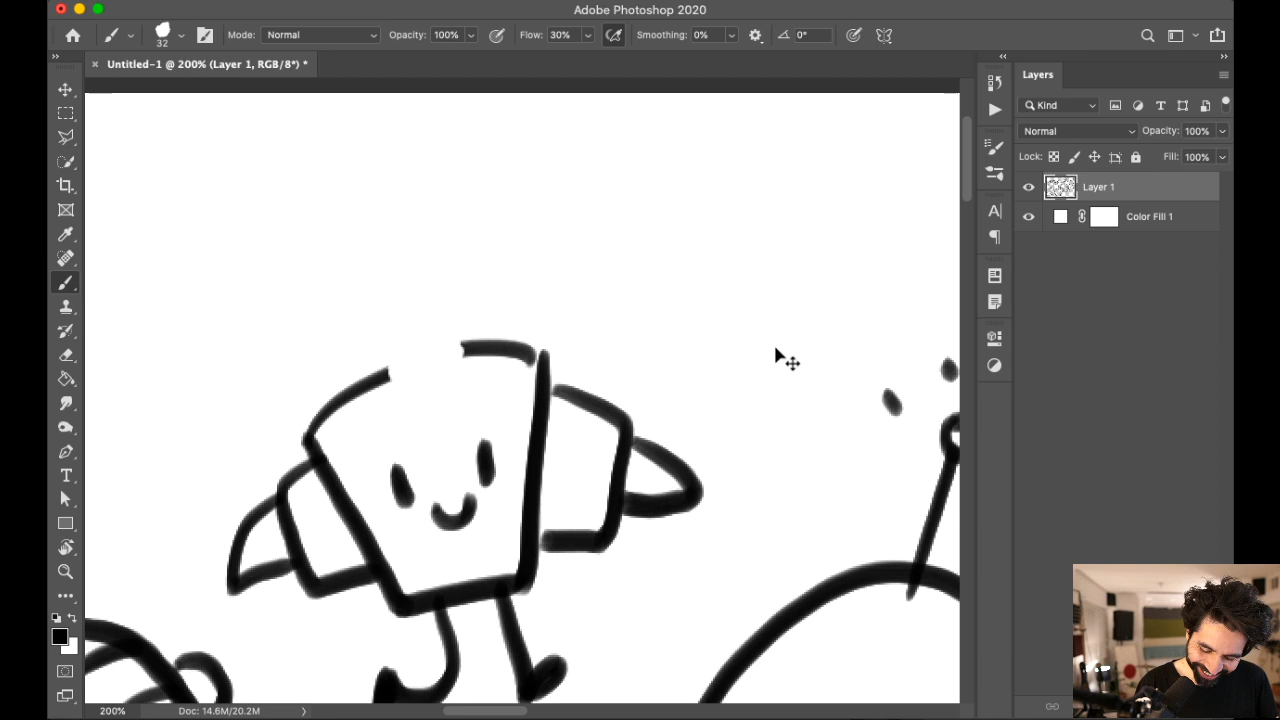 Adobe Photoshop 2020
32
Mode: Normal Opacity: 100% Flow: 30% Smoothing: 0% 0°
Untitled-1 @ 200% (Layer 1, RGB/8*) *
Layers
Kind
Normal Opacity: 100%
Lock: Fill: 100%
Layer 1
Color Fill 1
200% Doc: 14.6M/20.2M